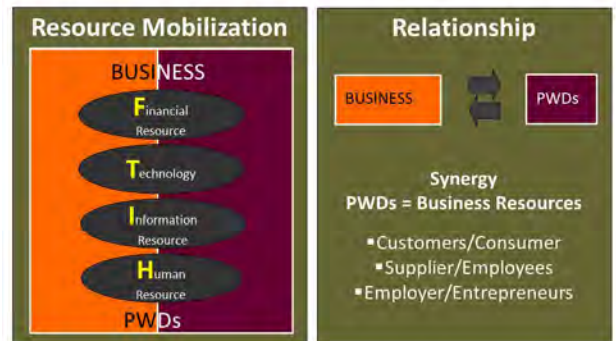 Resource Mobilization
BUSINESS
Financial
Resource
Technology
Information
Resource
Human
Resource
PWDs
Relationship
BUSINESS
PWDs
Synergy
PWDs = Business Resources
▪Customers/Consumer
▪Supplier/Employees
▪Employer/Entrepreneurs